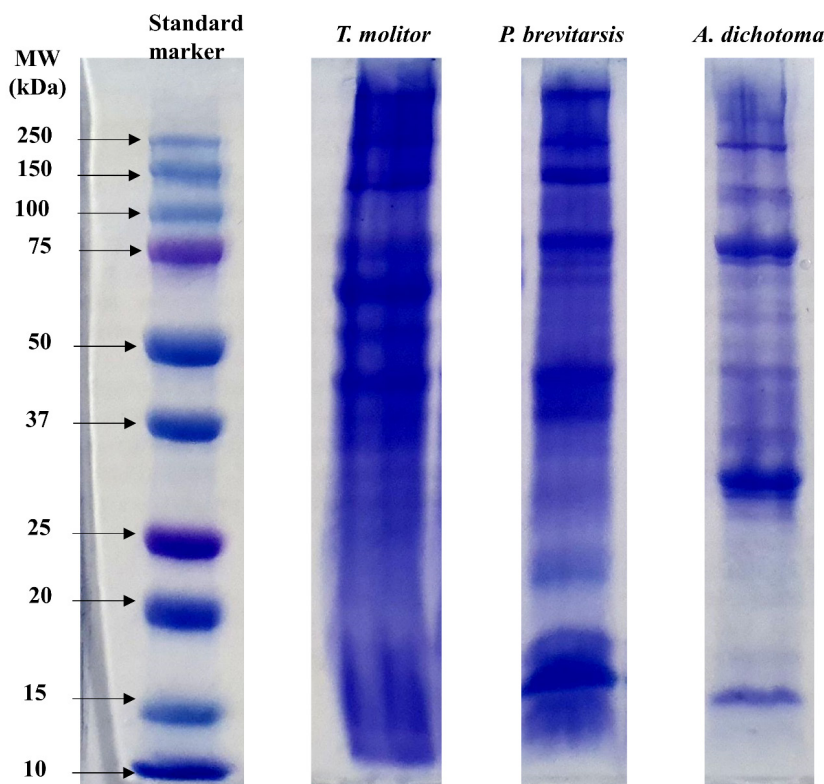 Standard
marker
T. molitor
P. brevitarsis
A. dichotoma
MW
(kDa)
250
150
100
75
50
37
25
20
15
10